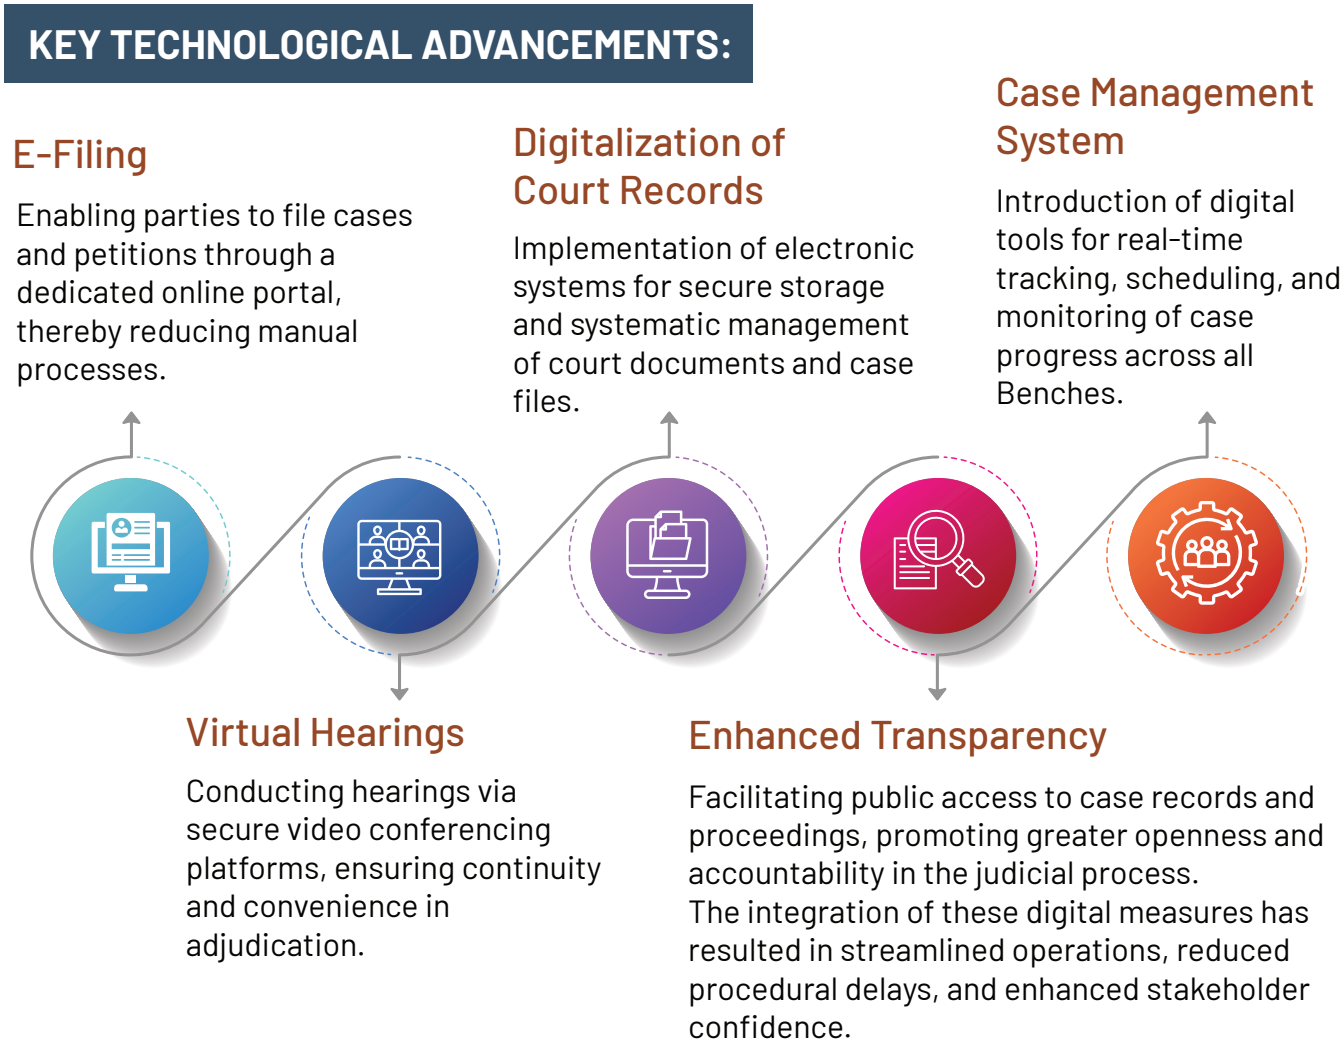 KEY TECHNOLOGICAL ADVANCEMENTS:
E-Filing
Enabling parties to file cases
and petitions through a
dedicated online portal,
thereby reducing manual
processes.
Virtual Hearings
Conducting hearings via
secure video conferencing
platforms, ensuring continuity
and convenience in
adjudication.
Digitalization of
Court Records
Implementation of electronic
systems for secure storage
and systematic management
of court documents and case
files.
Enhanced Transparency
Facilitating public access to case records and
proceedings, promoting greater openness and
accountability in the judicial process.
The integration of these digital measures has
resulted in streamlined operations, reduced
procedural delays, and enhanced stakeholder
confidence.
Case Management
System
Introduction of digital
tools for real-time
tracking, scheduling, and
monitoring of case
progress across all
Benches.